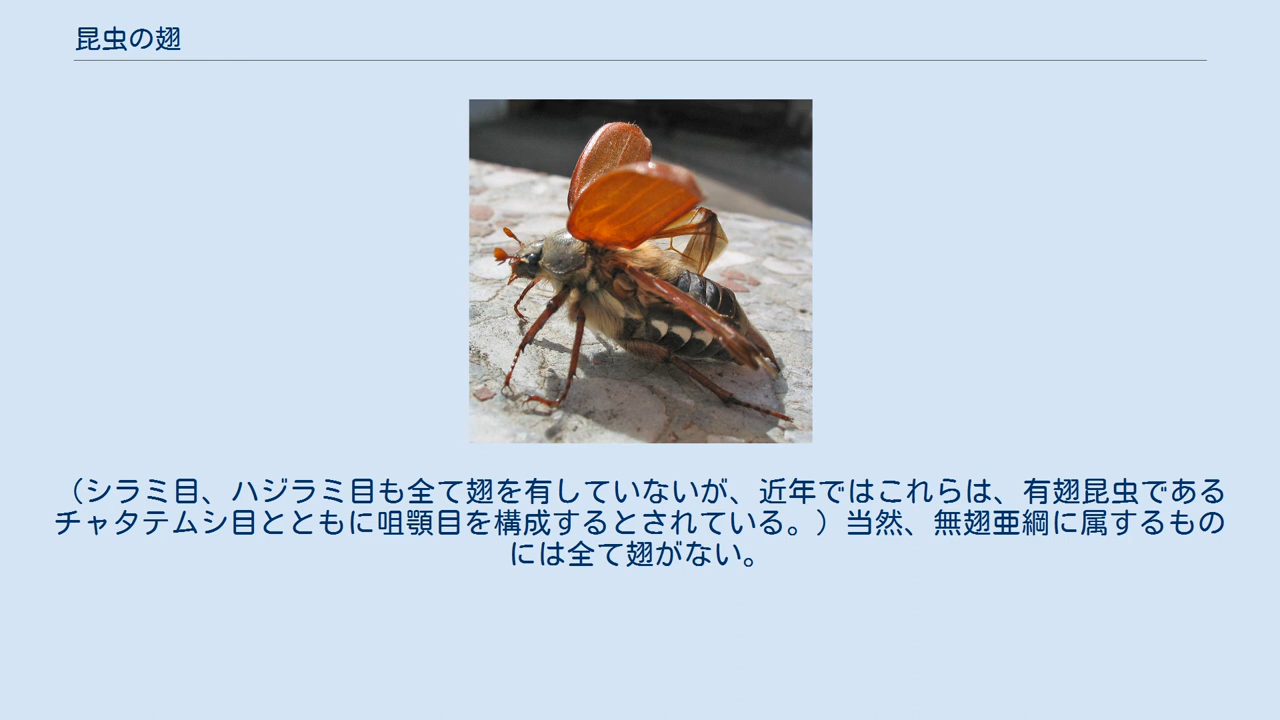 昆虫の翅
（シラミ目、ハジラミ目も全て翅を有していないが、近年ではこれらは、有翅昆虫である
チャタテムシ目とともに咀顎目を構成するとされている。）当然、無翅亜綱に属するもの
には全て翅がない。